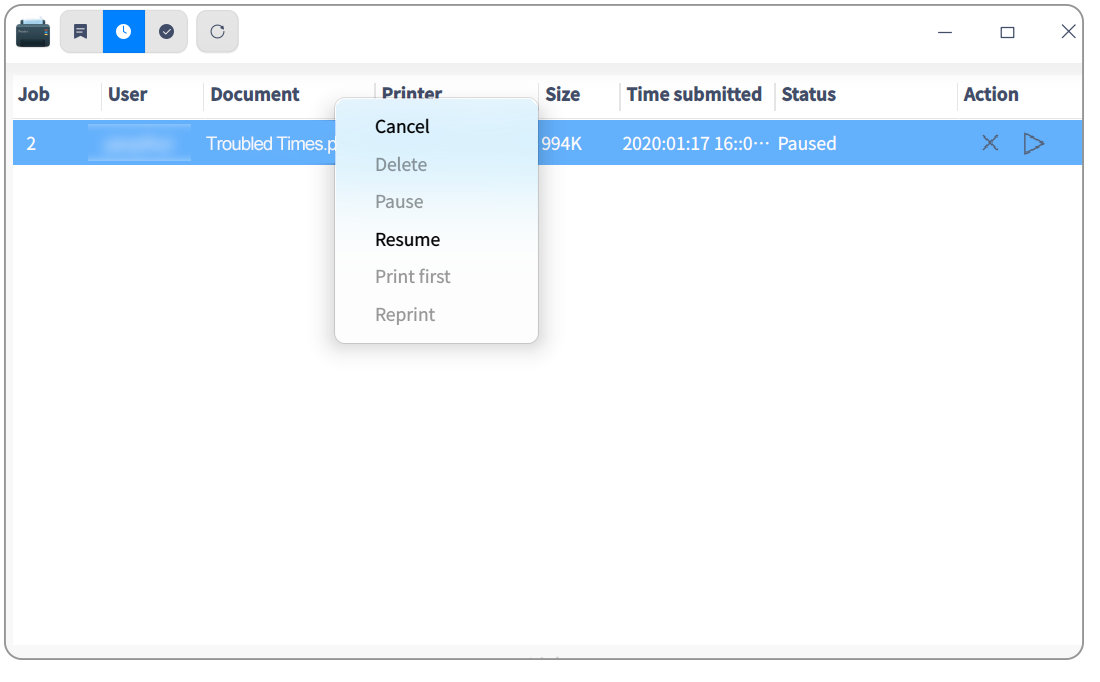 Job User Document Printer Size Time submitted Status Action
2 Troubled Times.p 994K 2020:01:17 16::0⋯ Paused
Cancel
Delete
Pause
Resume
Print first
Reprint